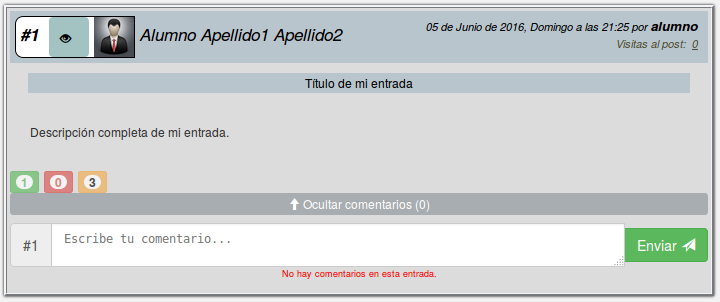 #1
Alumno Apellido1 Apellido2
05 de Junio de 2016, Domingo a las 21:25 por alumno
Visitas al post: 0
Título de mi entrada
Descripción completa de mi entrada.
1 0 3
Ocultar comentarios (0)
#1 Escribe tu comentario... Enviar
No hay comentarios en esta entrada.